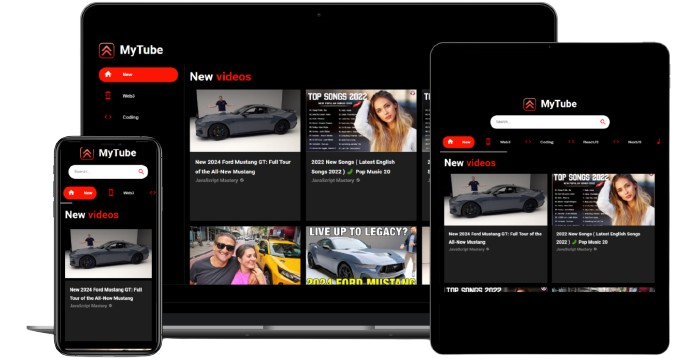 MyTube
New
Web3
Coding
New videos
TOP SONGS 2022
New 2024 Ford Mustang GT: Full Tour
of the All-New Mustang
JavaScript Mastery
2022 New Songs ( Latest English
Songs 2022 ) Pop Music 20
JavaScript Mastery
LIVE UP TO LEGACY?
2024 FORD MUSTANG
MyTube
Search...
New
Web3
New videos
New 2024 Ford Mustang GT: Full
Tour of the All-New Mustang
JavaScript Mastery
MyTube
Search...
New
Web3
Coding
ReactJS
NextJS
New videos
TOP SONGS 2022
New 2024 Ford Mustang GT: Full Tour of the
All-New Mustang
JavaScript Mastery
2022 New Songs ( Latest English Songs
2022 ) Pop Music 20
JavaScript Mastery
TOP SONGS 2022